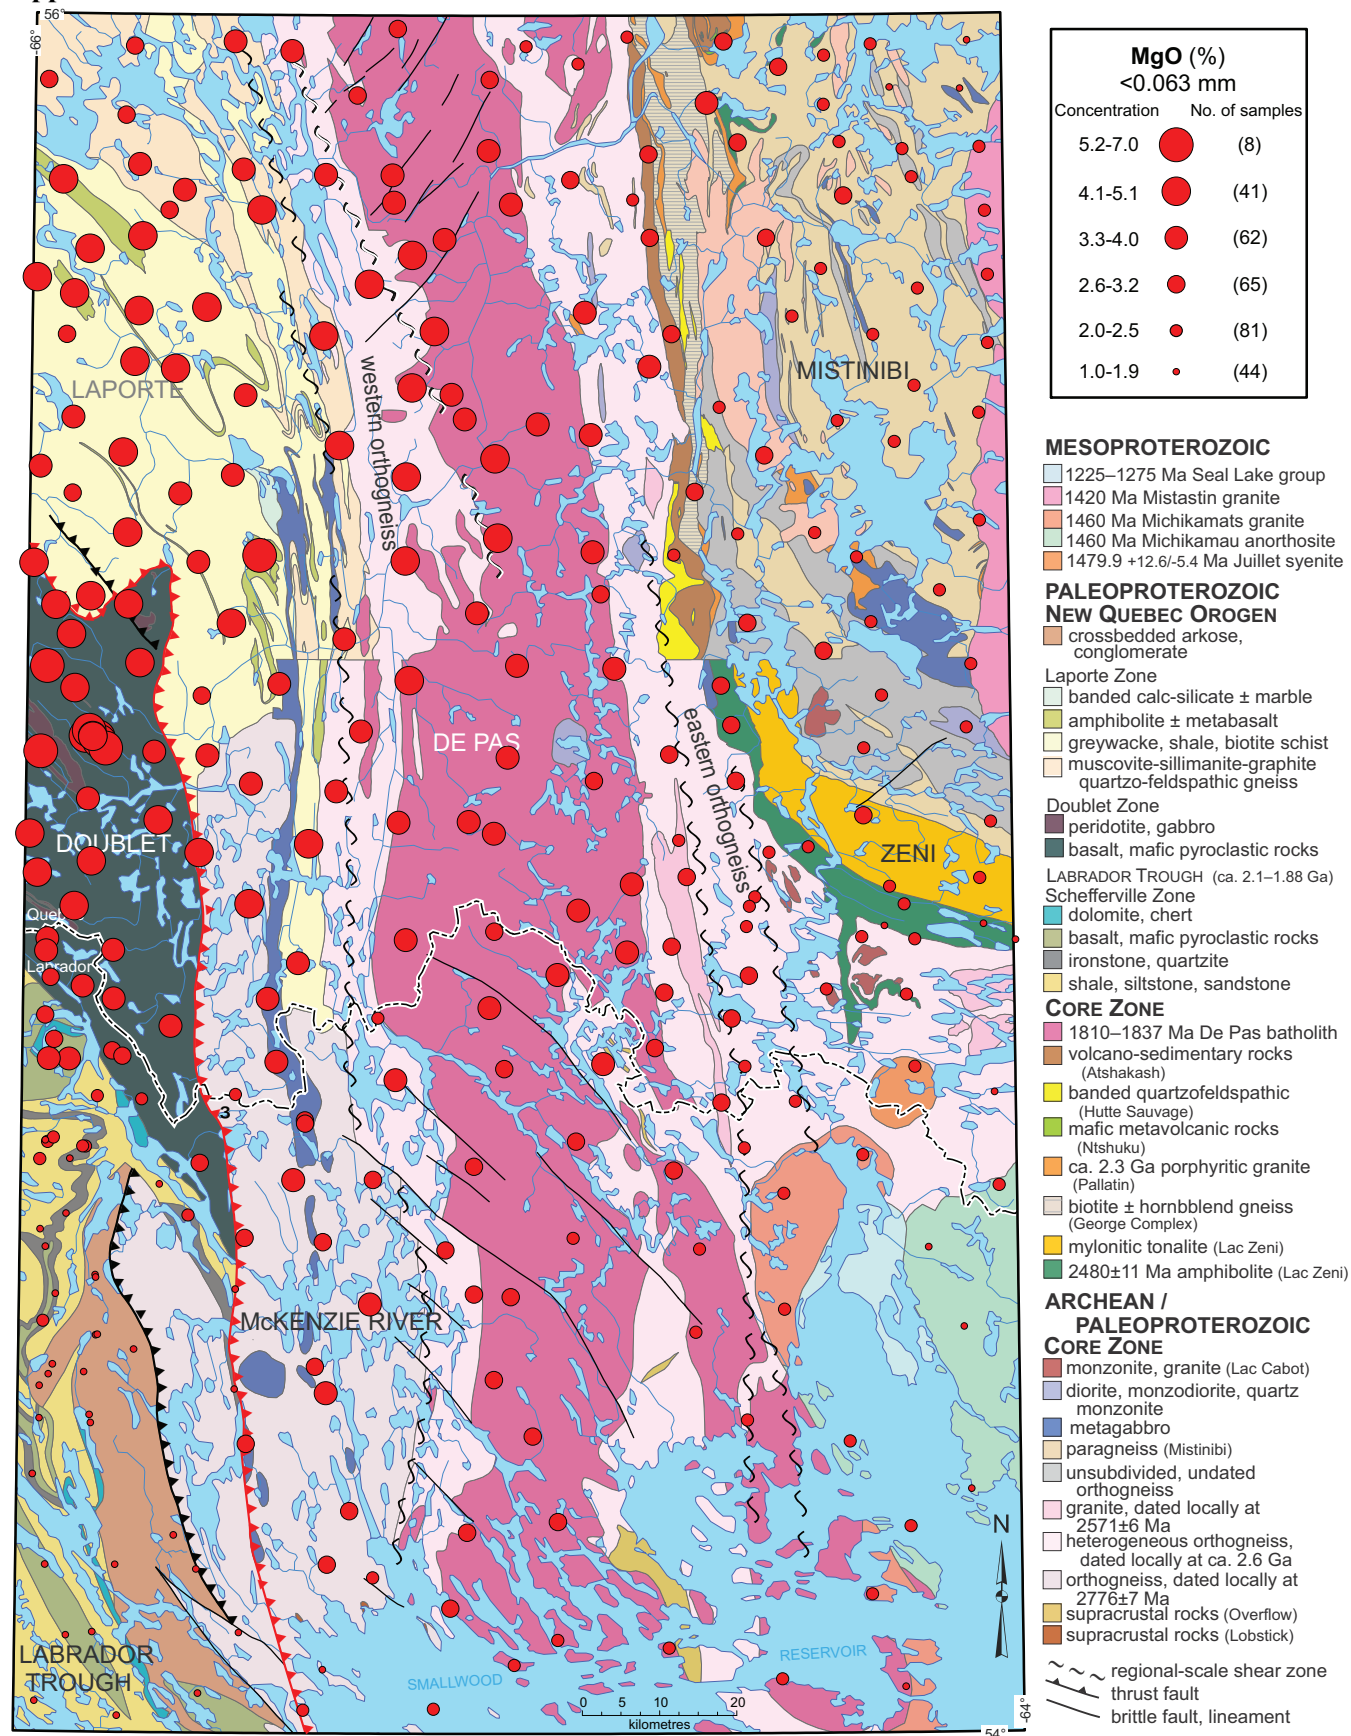 56°
-66°
MgO (%)
<0.063 mm
Concentration No. of samples
5.2-7.0 (8)
4.1-5.1 (41)
3.3-4.0 (62)
2.6-3.2 (65)
2.0-2.5 (81)
1.0-1.9 (44)
LAPORTE
western orthogneiss
MISTINIBI
DE PAS
eastern orthogneiss
DOUBLET
ZENI
Labrador
3
McKENZIE RIVER
LABRADOR
TROUGH
SMALLWOOD
RESERVOIR
0 5 10 20
kilometres
N
-64°
54°
MESOPROTEROZOIC
1225–1275 Ma Seal Lake group
1420 Ma Mistastin granite
1460 Ma Michikamats granite
1460 Ma Michikamau anorthosite
1479.9 +12.6/-5.4 Ma Juillet syenite
PALEOPROTEROZOIC
NEW QUEBEC OROGEN
crossbedded arkose,
conglomerate
Laporte Zone
banded calc-silicate ± marble
amphibolite ± metabasalt
greywacke, shale, biotite schist
muscovite-sillimanite-graphite
quartzo-feldspathic gneiss
Doublet Zone
peridotite, gabbro
basalt, mafic pyroclastic rocks
LABRADOR TROUGH (ca. 2.1–1.88 Ga)
Schefferville Zone
dolomite, chert
basalt, mafic pyroclastic rocks
ironstone, quartzite
shale, siltstone, sandstone
CORE ZONE
1810–1837 Ma De Pas batholith
volcano-sedimentary rocks
(Atshakash)
banded quartzofeldspathic
(Hutte Sauvage)
mafic metavolcanic rocks
(Ntshuku)
ca. 2.3 Ga porphyritic granite
(Pallatin)
biotite ± hornbblend gneiss
(George Complex)
mylonitic tonalite (Lac Zeni)
2480±11 Ma amphibolite (Lac Zeni)
ARCHEAN /
PALEOPROTEROZOIC
CORE ZONE
monzonite, granite (Lac Cabot)
diorite, monzodiorite, quartz
monzonite
metagabbro
paragneiss (Mistinibi)
unsubdivided, undated
orthogneiss
granite, dated locally at
2571±6 Ma
heterogeneous orthogneiss,
dated locally at ca. 2.6 Ga
orthogneiss, dated locally at
2776±7 Ma
supracrustal rocks (Overflow)
supracrustal rocks (Lobstick)
regional-scale shear zone
thrust fault
brittle fault, lineament